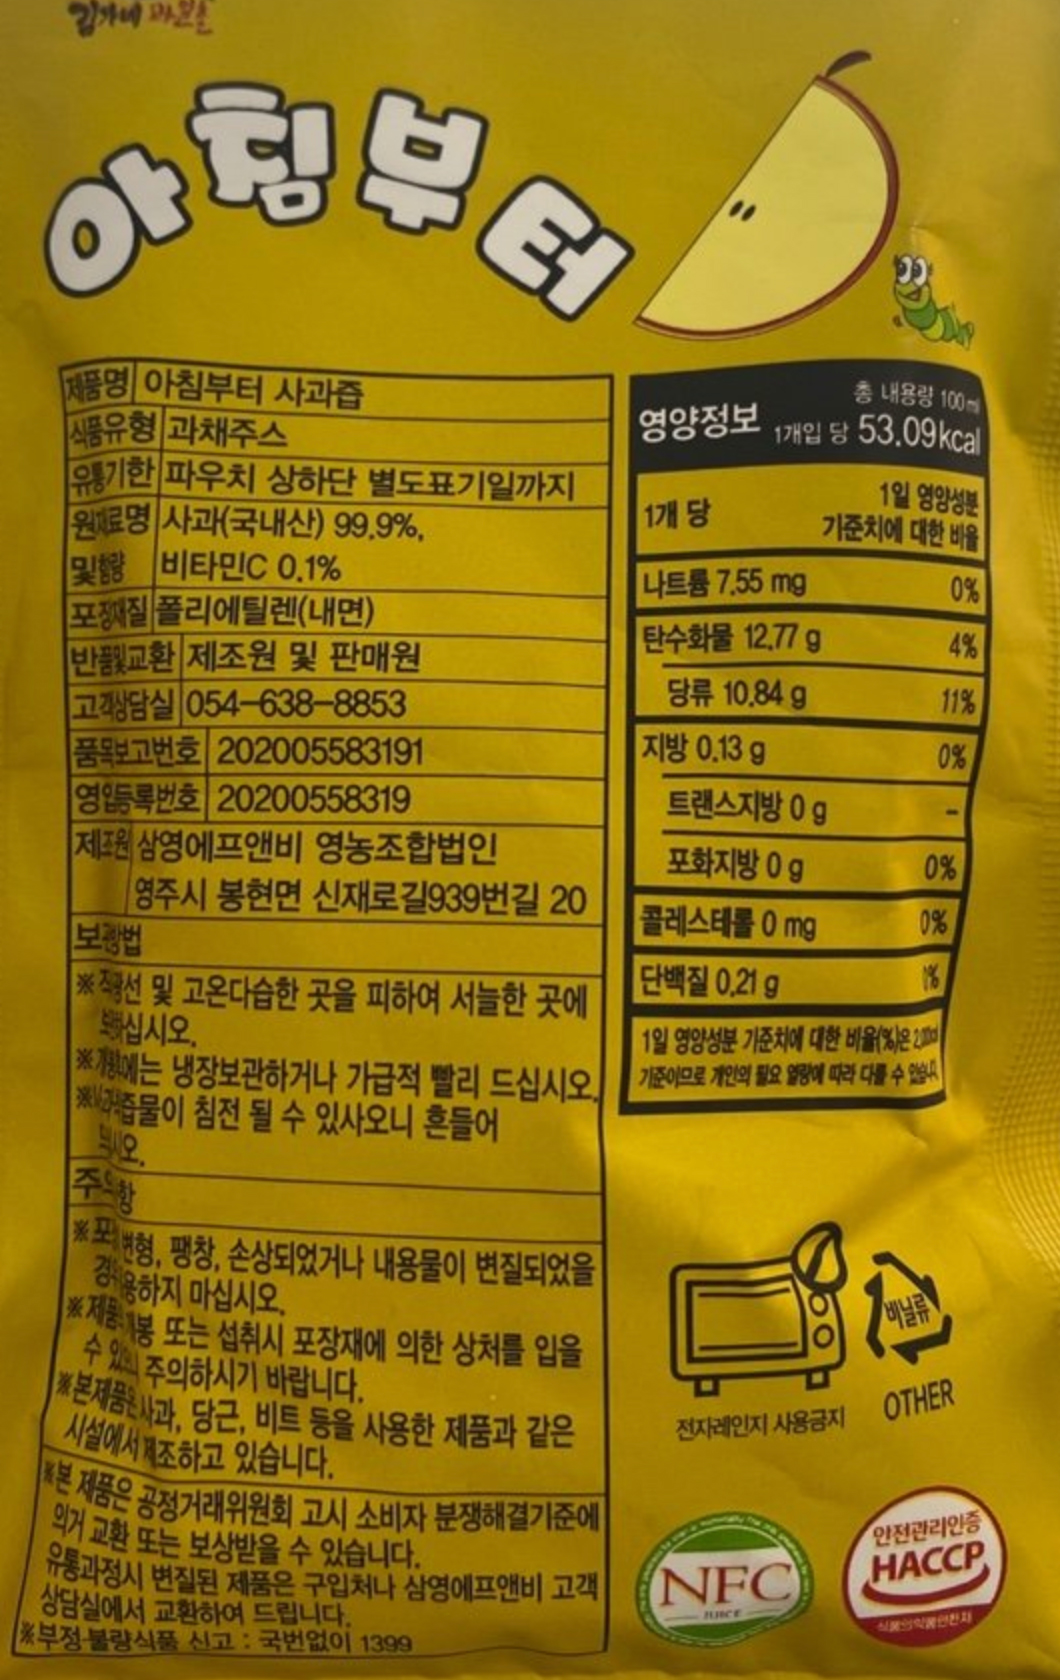 김가네 과일촌
아침부터
제품명 아침부터 사과즙
식품유형 과채주스
유통기한 파우치 상하단 별도표기일까지
원재료명 사과(국내산) 99.9%,
및함량 비타민C 0.1%
포장재질 폴리에틸렌(내면)
반품및교환 제조원 및 판매원
고객상담실 054-638-8853
품목보고번호 202005583191
영업등록번호 20200558319
제조원 삼영에프앤비 영농조합법인
영주시 봉현면 신재로길939번길 20
보관방법
※직광선 및 고온다습한 곳을 피하여 서늘한 곳에
십시오.
냉장보관하거나 가급적 빨리 드십시오.
침전 될 수 있사오니 흔들어
주의사항
※포장 변형, 팽창, 손상되었거나 내용물이 변질되었을
마십시오.
※제품 개봉 또는 섭취시 포장재에 의한 상처를 입을
수 주의하시기 바랍니다.
※본제품은 사과, 당근, 비트 등을 사용한 제품과 같은
시설에서 제조하고 있습니다.
※본 제품은 공정거래위원회 고시 소비자 분쟁해결기준에
의거 교환 또는 보상받을 수 있습니다.
유통과정시 변질된 제품은 구입처나 삼영에프앤비 고객
상담실에서 교환하여 드립니다.
※부정·불량식품 신고 : 국번없이 1399
영양정보
총 내용량 100ml
1개입 당 53.09kcal
1개 당 1일 영양성분
기준치에 대한 비율
나트륨 7.55 mg 0%
탄수화물 12.77 g 4%
당류 10.84 g 11%
지방 0.13 g 0%
트랜스지방 0 g -
포화지방 0 g 0%
콜레스테롤 0 mg 0%
단백질 0.21 g 0%
1일 영양성분 기준치에 대한 비율(%)은 2,000kcal
기준이므로 개인의 필요 열량에 따라 다를 수 있습니다.
전자레인지 사용금지
비닐류
OTHER
NFC
JUICE
안전관리인증
HACCP
식품의약품안전처